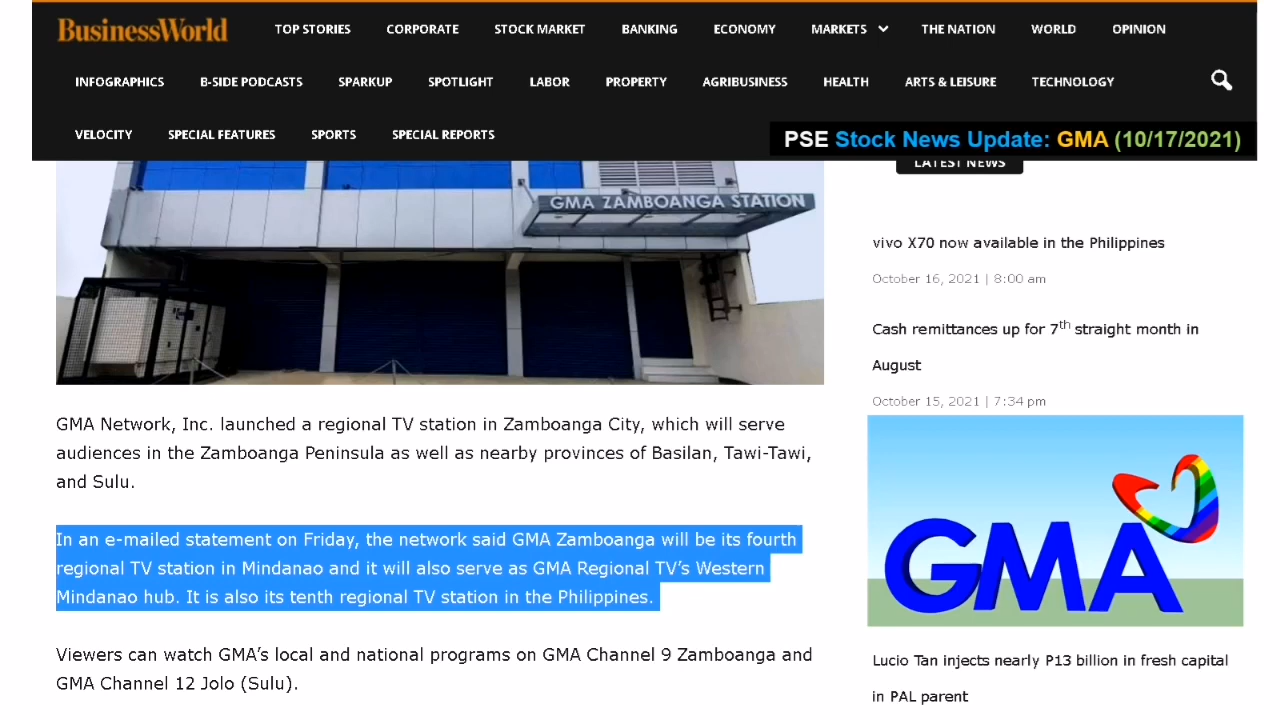 BusinessWorld
TOP STORIES CORPORATE STOCK MARKET BANKING ECONOMY MARKETS THE NATION WORLD OPINION
INFOGRAPHICS B-SIDE PODCASTS SPARKUP SPOTLIGHT LABOR PROPERTY AGRIBUSINESS HEALTH ARTS & LEISURE TECHNOLOGY
VELOCITY SPECIAL FEATURES SPORTS SPECIAL REPORTS
PSE Stock News Update: GMA (10/17/2021)
GMA ZAMBOANGA STATION
GMA Network, Inc. launched a regional TV station in Zamboanga City, which will serve
audiences in the Zamboanga Peninsula as well as nearby provinces of Basilan, Tawi-Tawi,
and Sulu.
In an e-mailed statement on Friday, the network said GMA Zamboanga will be its fourth
regional TV station in Mindanao and it will also serve as GMA Regional TV’s Western
Mindanao hub. It is also its tenth regional TV station in the Philippines.
Viewers can watch GMA’s local and national programs on GMA Channel 9 Zamboanga and
GMA Channel 12 Jolo (Sulu).
LATEST NEWS
vivo X70 now available in the Philippines
October 16, 2021 | 8:00 am
Cash remittances up for 7th straight month in
August
October 15, 2021 | 7:34 pm
GMA
Lucio Tan injects nearly P13 billion in fresh capital
in PAL parent